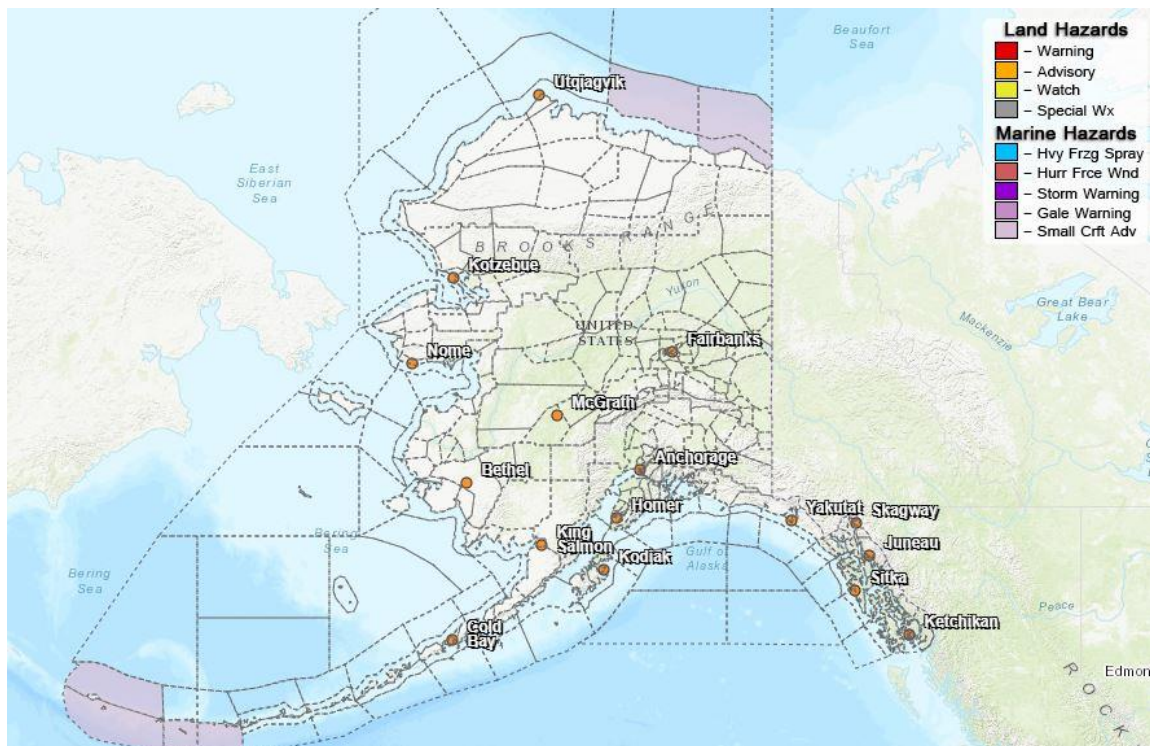 Beaufort
Sea
Land Hazards
– Warning
– Advisory
– Watch
– Special Wx
Marine Hazards
– Hvy Frzg Spray
– Hurr Frce Wnd
– Storm Warning
– Gale Warning
– Small Crft Adv
Utqiagvik
East
Siberian
Sea
BROOKS RANGE
Kotzebue
Yukon
Great Bear
Lake
Mackenzie
UNITED
STATES
Fairbanks
Nome
McGrath
Anchorage
Bethel
Homer
Yakutat
Skagway
King
Salmon
Bering
Sea
Kodiak
Gulf of
Alaska
Juneau
Bering
Sea
Sitka
Peace
Cold
Bay
Ketchikan
Edmon
ROCK